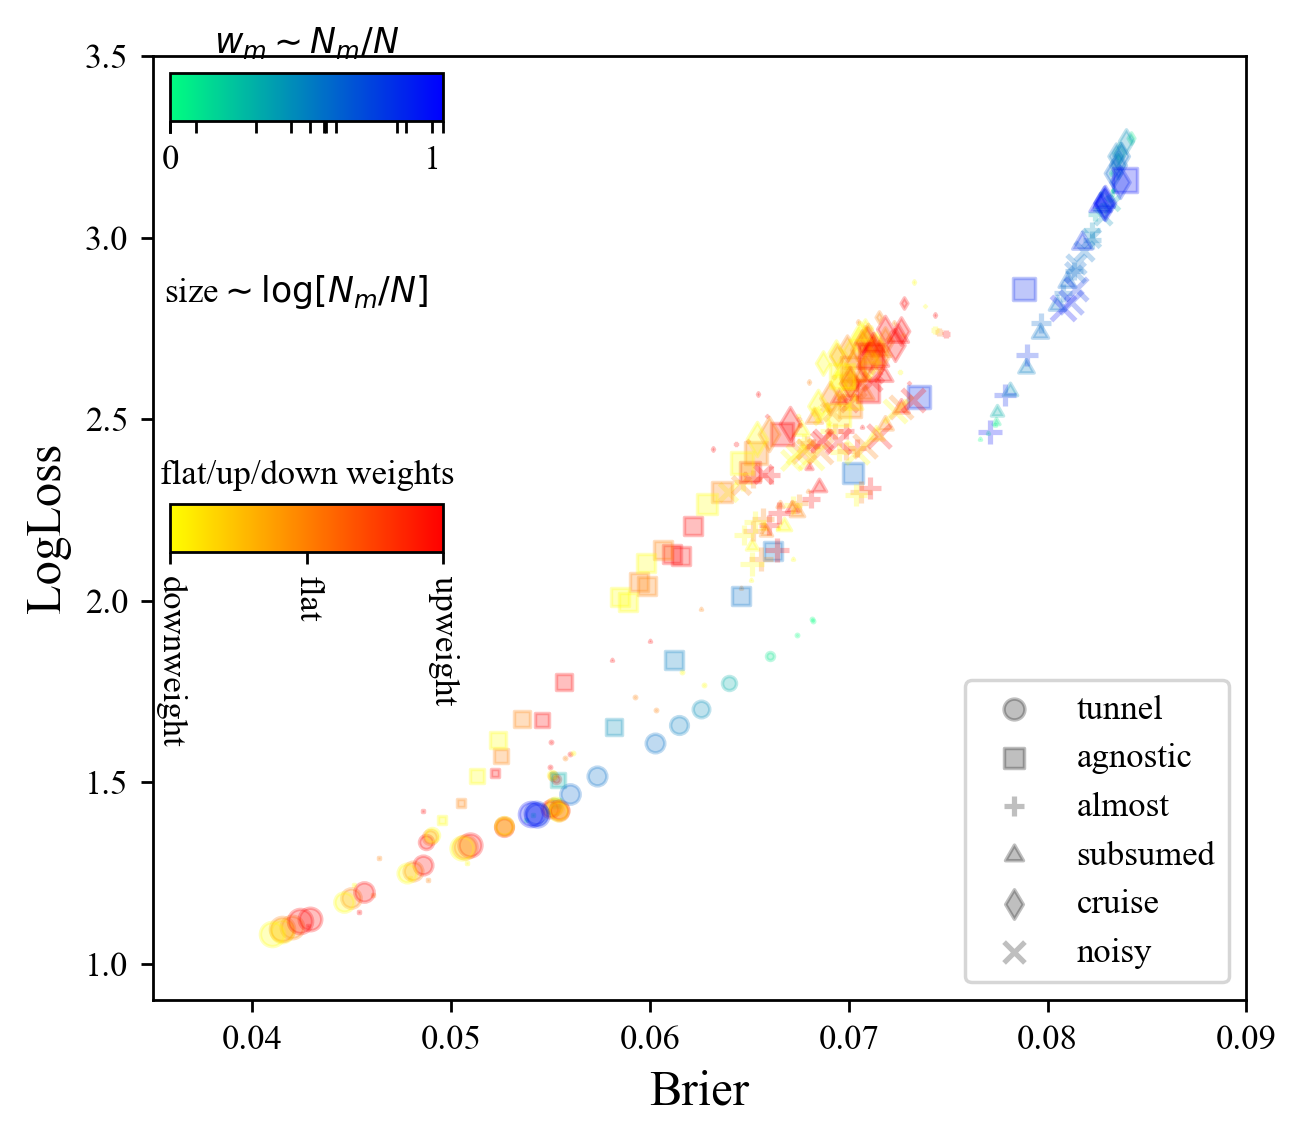 w_m ~ N_m/N
0 1
size ~ log[N_m/N]
flat/up/down weights
downweight
flat
upweight
LogLoss
3.5
3.0
2.5
2.0
1.5
1.0
0.04 0.05 0.06 0.07 0.08 0.09
Brier
tunnel
agnostic
almost
subsumed
cruise
noisy